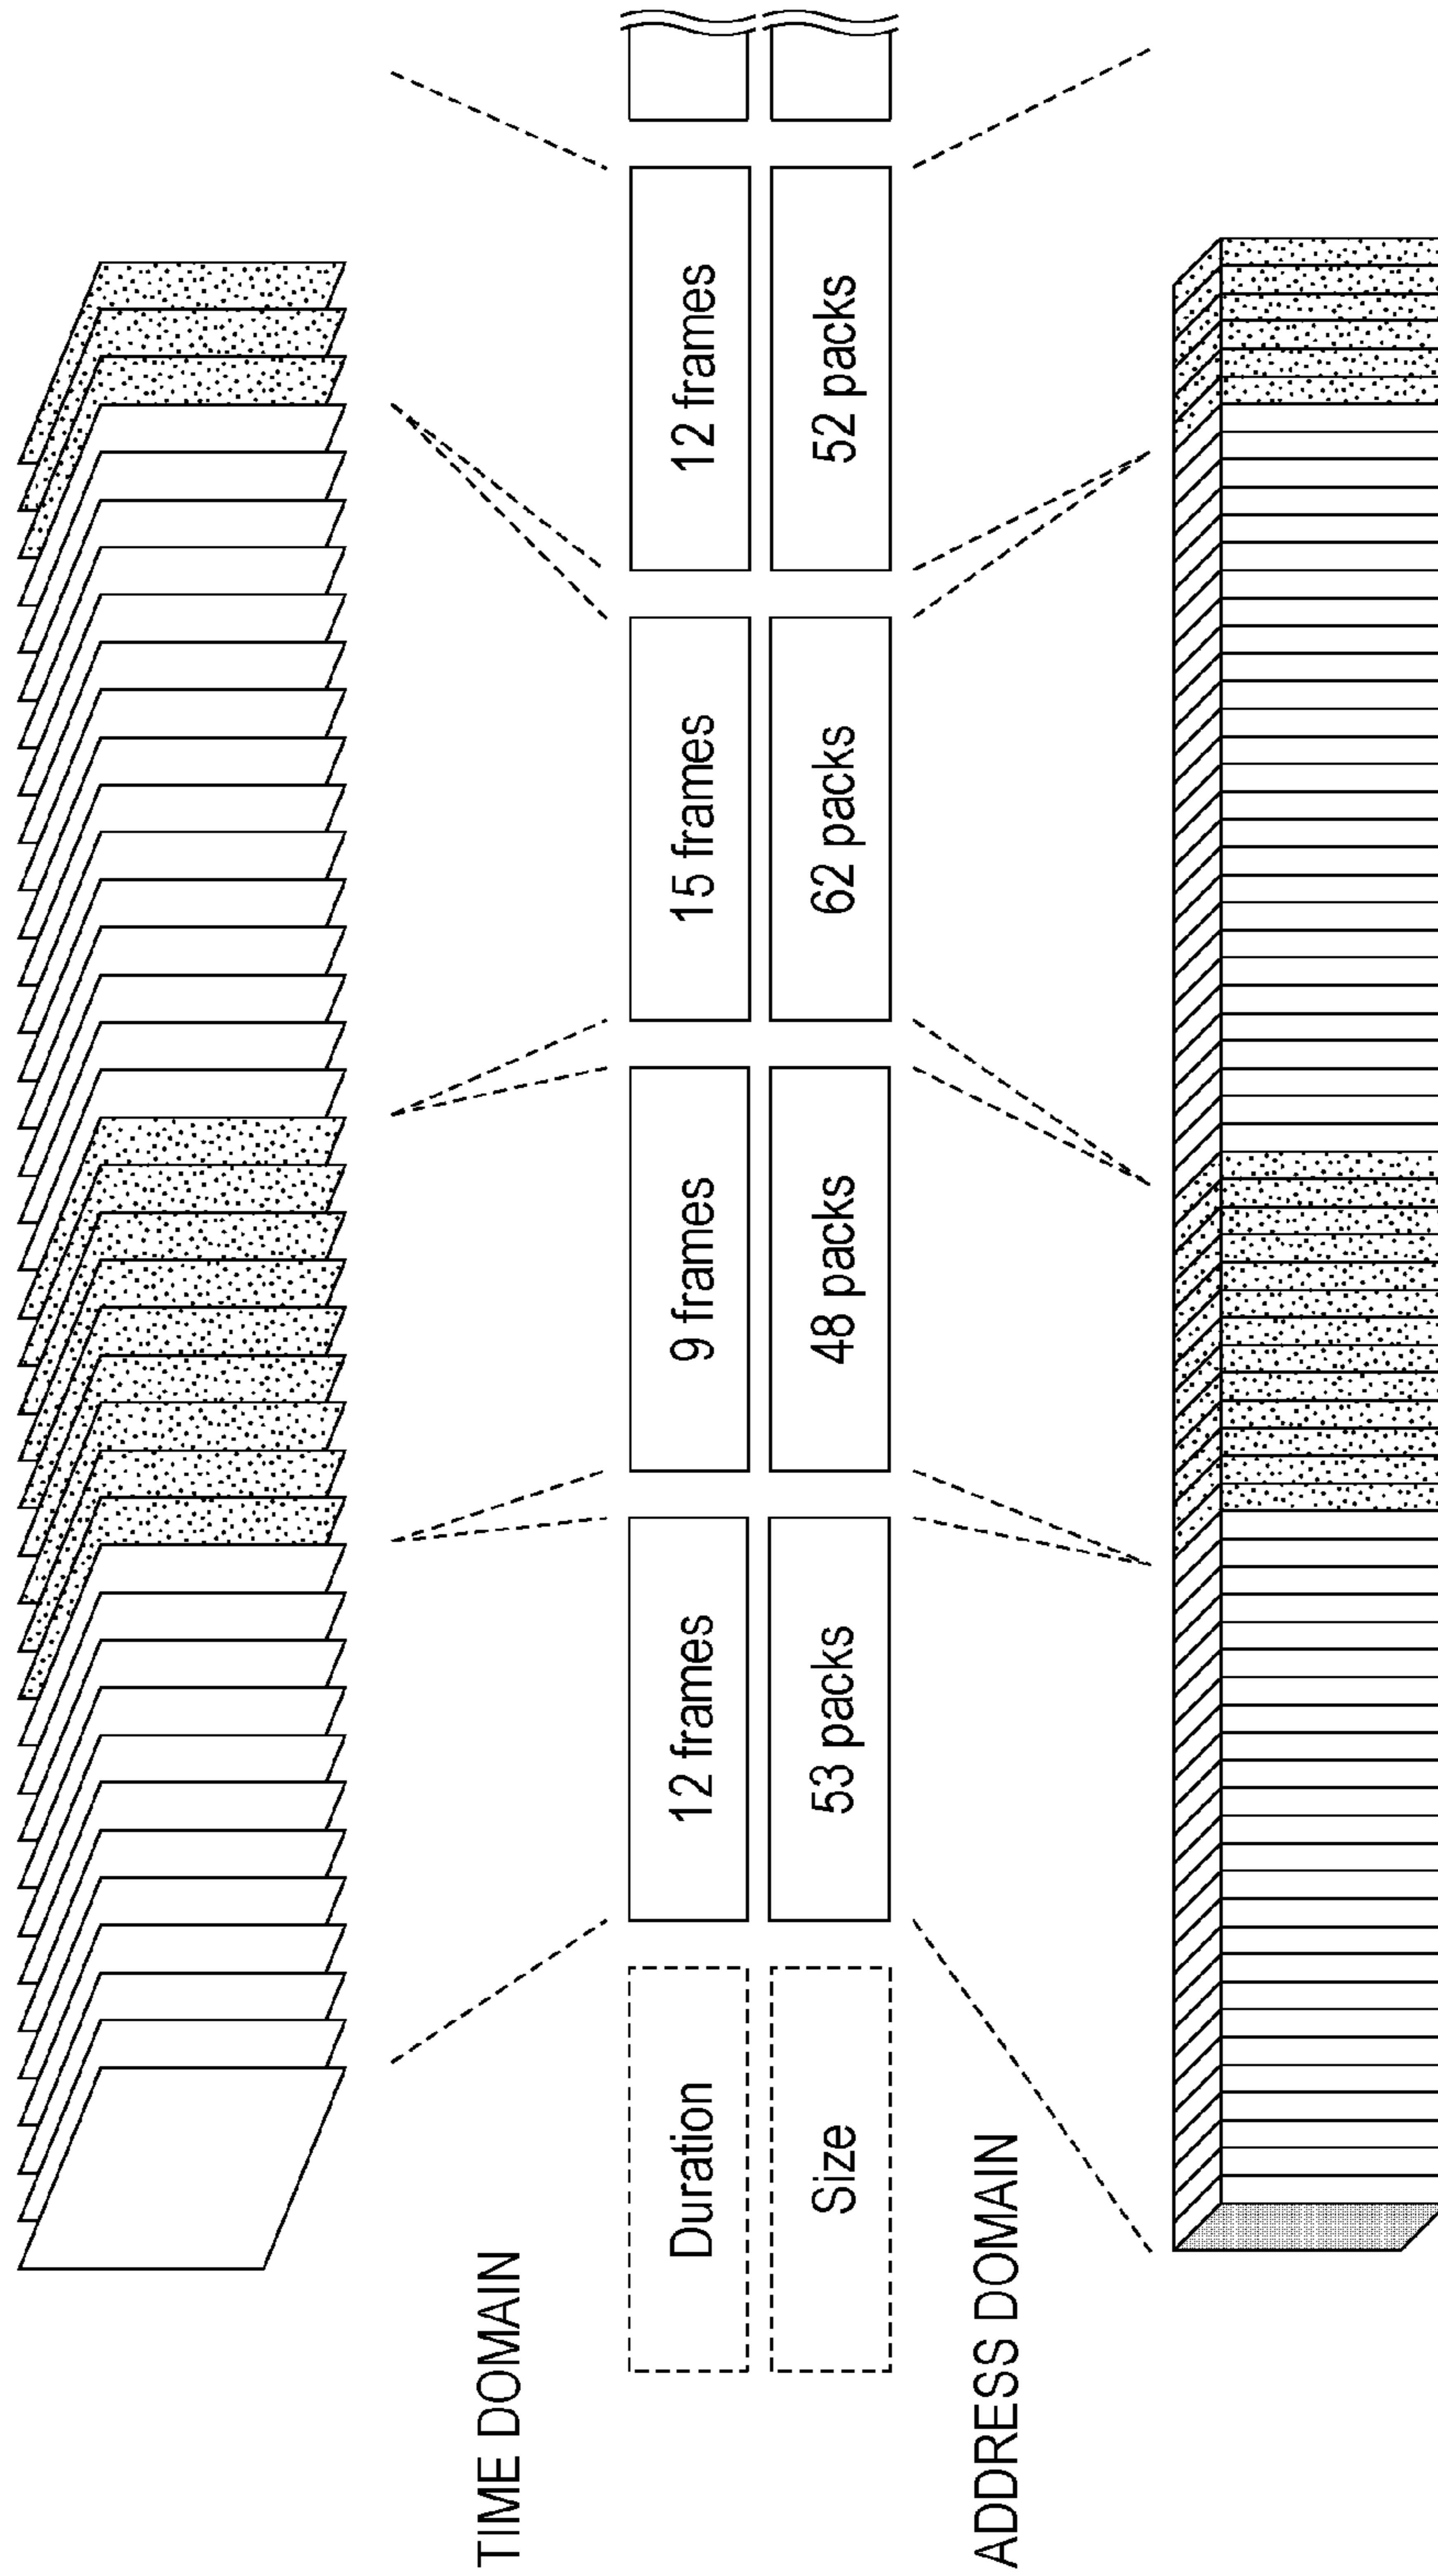 TIME DOMAIN
Duration
12 frames
9 frames
15 frames
12 frames
Size
53 packs
48 packs
62 packs
52 packs
ADDRESS DOMAIN